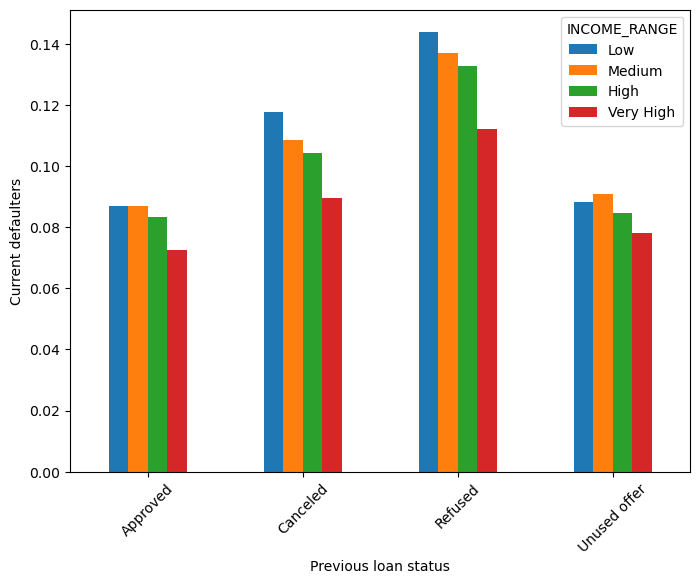 INCOME_RANGE
Low
Medium
High
Very High
Current defaulters
0.14
0.12
0.10
0.08
0.06
0.04
0.02
0.00
Approved
Canceled
Refused
Unused offer
Previous loan status